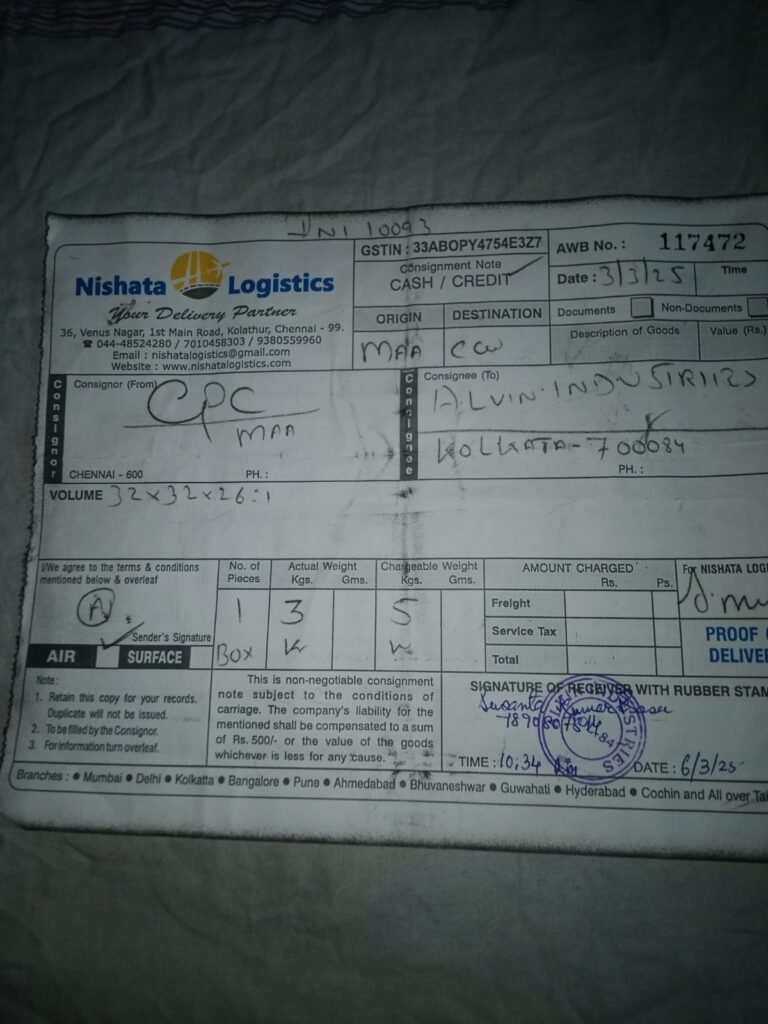 INI 10093
Nishata Logistics
Your Delivery Partner
36, Venus Nagar, 1st Main Road, Kolathur, Chennai - 99.
☎ 044-48524280 / 7010458303 / 9380559960
Email : nishatalogistics@gmail.com
Website : www.nishatalogistics.com
GSTIN : 33ABOPY4754E3Z7
Consignment Note
CASH / CREDIT
ORIGIN DESTINATION
MAA CCU
AWB No. : 117472
Date : 3/3/25 Time
Documents Non-Documents
Description of Goods Value (Rs.)
Consignor
Consignor (From)
CPC
MAA
CHENNAI - 600 PH. :
Consignee
Consignee (To)
ALVIN INDUSTRIES
KOLKATA - 700084
PH. :
VOLUME 32x32x26:1
I/We agree to the terms & conditions
mentioned below & overleaf
A
Sender's Signature
AIR SURFACE
No. of Pieces
1
BOX
Actual Weight
Kgs. Gms.
3
K
Chargeable Weight
Kgs. Gms.
5
K
AMOUNT CHARGED
Rs. Ps.
Freight
Service Tax
Total
For NISHATA LOGI
PROOF
DELIVE
Note :
1. Retain this copy for your records.
Duplicate will not be issued.
2. To be filled by the Consignor.
3. For information turn overleaf.
This is non-negotiable consignment
note subject to the conditions of
carriage. The company's liability for
mentioned shall be compensated to a sum
of Rs. 500/- or the value of the goods
whichever is less for any cause.
SIGNATURE OF RECEIVER WITH RUBBER STAM
Susanta Kumar
TIME : 10,34 DATE : 6/3/25
Branches : ● Mumbai ● Delhi ● Kolkatta ● Bangalore ● Pune ● Ahmedabad ● Bhuvaneshwar ● Guwahati ● Hyderabad ● Cochin and All over